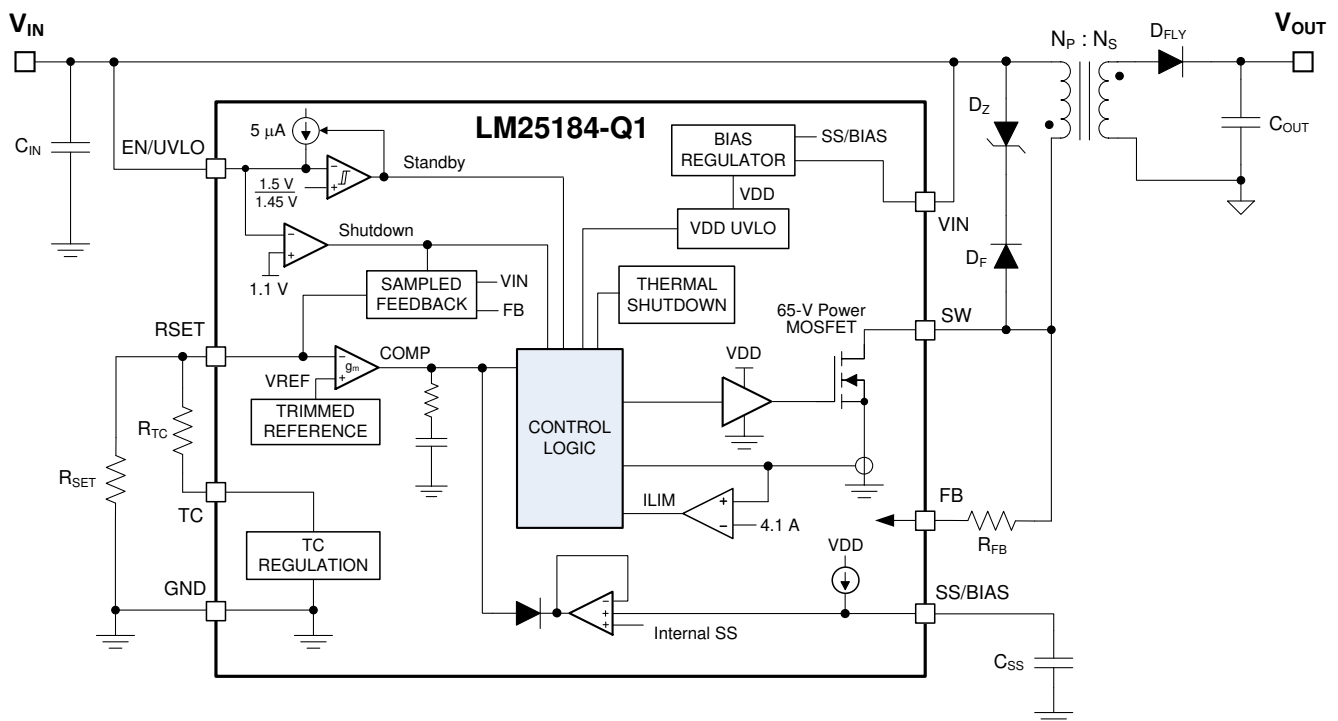 VIN
VOUT
NP : NS
DFLY
DZ
COUT
CIN
EN/UVLO
5 μA
LM25184-Q1
BIAS
REGULATOR
SS/BIAS
Standby
1.5 V
1.45 V
VDD
VDD UVLO
VIN
Shutdown
1.1 V
SAMPLED
FEEDBACK
VIN
FB
THERMAL
SHUTDOWN
DF
65-V Power
MOSFET
SW
RSET
COMP
gm
VREF
TRIMMED
REFERENCE
VDD
CONTROL
LOGIC
RTC
RSET
TC
ILIM
4.1 A
FB
RFB
TC
REGULATION
VDD
GND
SS/BIAS
Internal SS
CSS